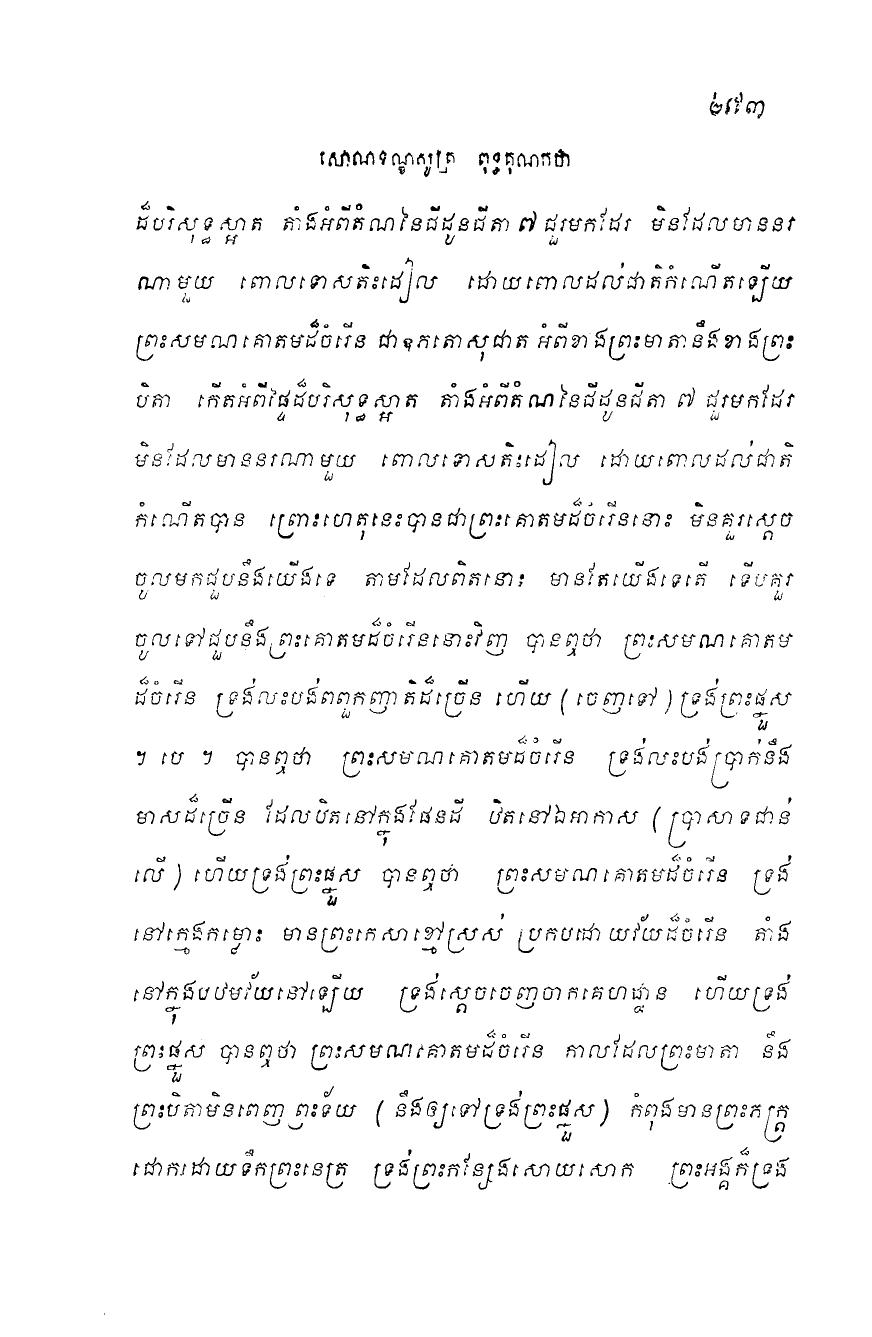 ២៩៣
សោណទណ្ឌសូត្រ ពុទ្ធគុណកថា
ដ៏បរិសុទ្ធស្អាត តាំងអំពីតំណនៃជីដូនជីតា ៧ ជួរមកដែរ មិនដែលមាននរ
ណាមួយ ពោលទោសតិះដៀល ដោយពោលដល់ជាតិកំណើតឡើយ
ព្រះសមណគោតមដ៏ចំរើន ជាឧភតោសុជាត អំពីខាងព្រះមាតានឹងខាងព្រះ
បិតា កើតអំពីផ្ទៃដ៏បរិសុទ្ធស្អាត តាំងអំពីតំណនៃជីដូនជីតា ៧ ជួរមកដែរ
មិនដែលមាននរណាមួយ ពោលទោសតិះដៀល ដោយពោលដល់ជាតិ
កំណើតបាន ព្រោះហេតុនេះបានជាព្រះគោតមដ៏ចំរើននោះ មិនគួរស្តេច
ចូលមកជួបនឹងយើងទេ តាមដែលពិតនោះ មានតែយើងទេតើ ទើបគួរ
ចូលទៅជួបនឹងព្រះគោតមដ៏ចំរើននោះវិញ បានឮថា ព្រះសមណគោតម
ដ៏ចំរើន ទ្រង់លះបង់ពពួកញាតិដ៏ច្រើន ហើយ (ចេញទៅ) ទ្រង់ព្រះផ្នួស
។ បេ ។ បានឮថា ព្រះសមណគោតមដ៏ចំរើន ទ្រង់លះបង់ប្រាក់នឹង
មាសដ៏ច្រើន ដែលឋិតនៅក្នុងផែនដី ឋិតនៅឯអាកាស (ប្រាសាទជាន់
លើ) ហើយទ្រង់ព្រះផ្នួស បានឮថា ព្រះសមណគោតមដ៏ចំរើន ទ្រង់
នៅក្មេងកម្លោះ មានព្រះកេសាខ្មៅស្រស់ ប្រកបដោយវ័យដ៏ចំរើន តាំង
នៅក្នុងបឋមវ័យនៅឡើយ ទ្រង់ស្តេចចេញចាកគេហដ្ឋាន ហើយទ្រង់
ព្រះផ្នួស បានឮថា ព្រះសមណគោតមដ៏ចំរើន កាលដែលព្រះមាតា នឹង
ព្រះបិតាមិនពេញព្រះទ័យ (នឹងឲ្យទៅទ្រង់ព្រះផ្នួស) កំពុងមានព្រះភក្ត្រ
ជោកដោយទឹកព្រះនេត្រ ទ្រង់ព្រះកន្សែងសោយសោក ព្រះអង្គក៏ទ្រង់